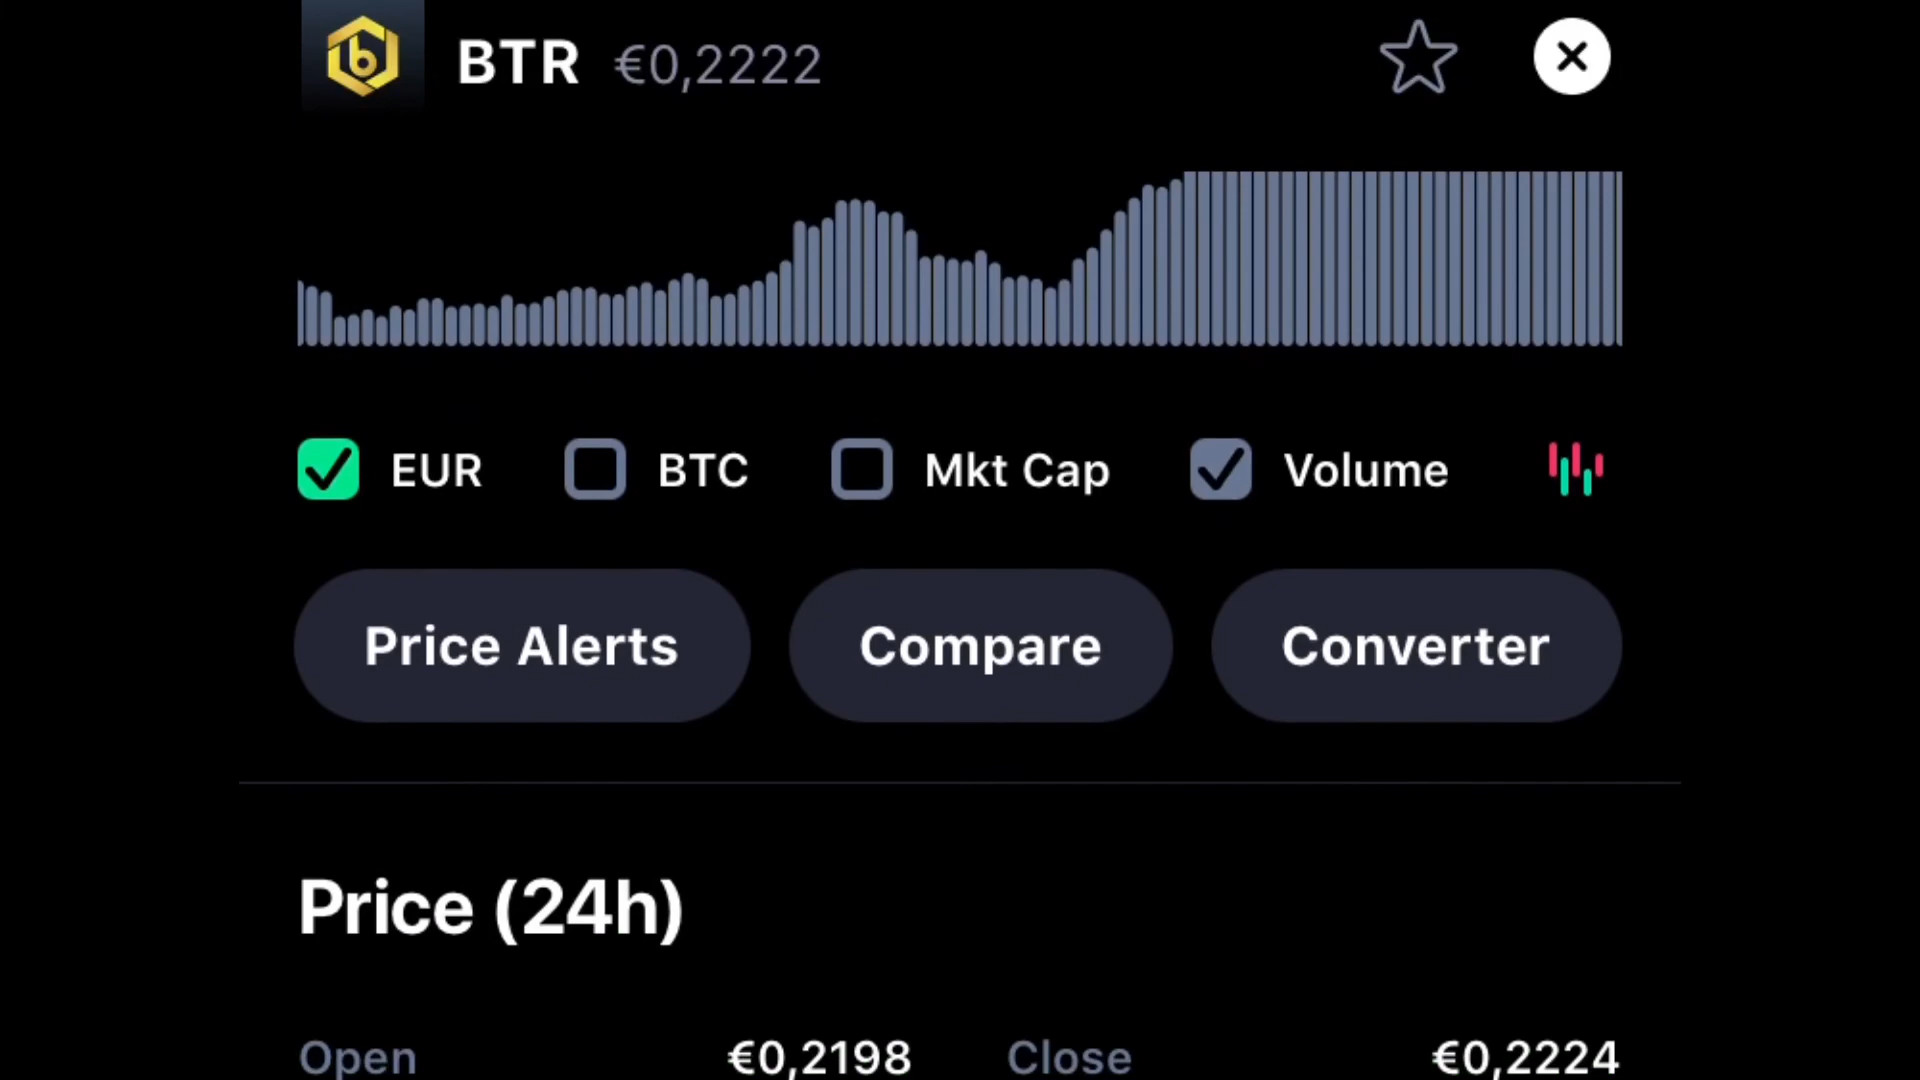 BTR €0,2222
EUR BTC Mkt Cap Volume
Price Alerts Compare Converter
Price (24h)
Open €0,2198 Close €0,2224